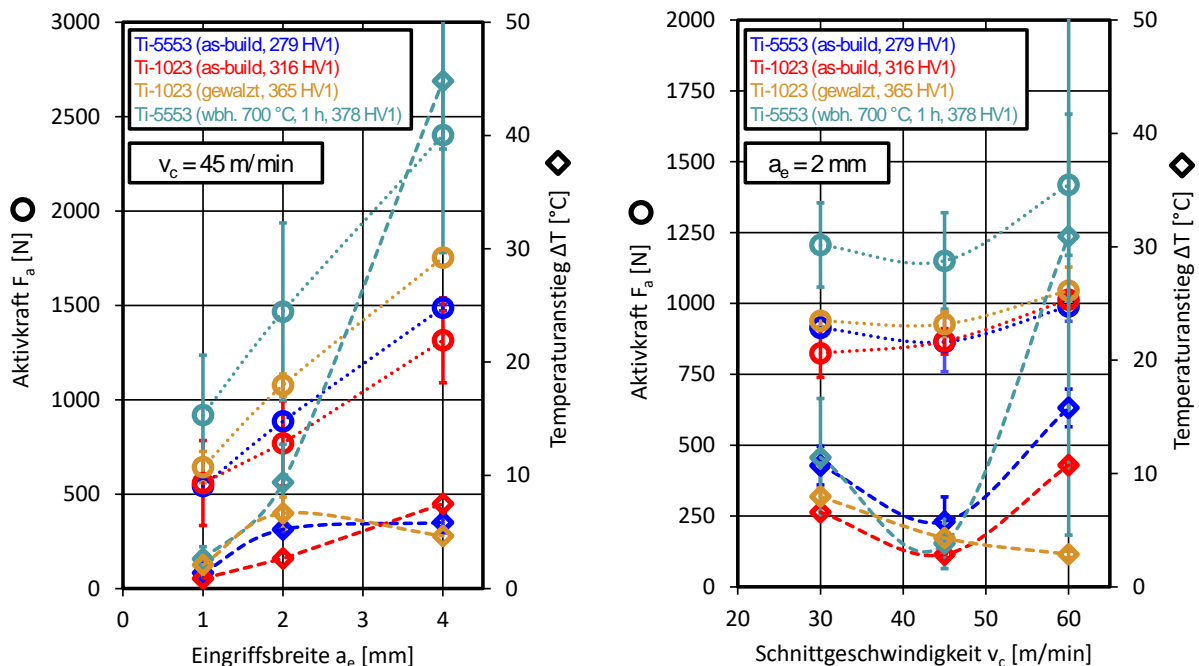 Aktivkraft Fₐ [N]
3000
2500
2000
1500
1000
500
0
Ti-5553 (as-build, 279 HV1)
Ti-1023 (as-build, 316 HV1)
Ti-1023 (gewalzt, 365 HV1)
Ti-5553 (wbh. 700 °C, 1 h, 378 HV1)
v_c = 45 m/min
50
40
30
20
10
0
Temperaturanstieg ΔT [°C]
0 1 2 3 4
Eingriffsbreite a_e [mm]
Aktivkraft Fₐ [N]
2000
1750
1500
1250
1000
750
500
250
0
Ti-5553 (as-build, 279 HV1)
Ti-1023 (as-build, 316 HV1)
Ti-1023 (gewalzt, 365 HV1)
Ti-5553 (wbh. 700 °C, 1 h, 378 HV1)
a_e = 2 mm
50
40
30
20
10
0
Temperaturanstieg ΔT [°C]
20 30 40 50 60
Schnittgeschwindigkeit v_c [m/min]